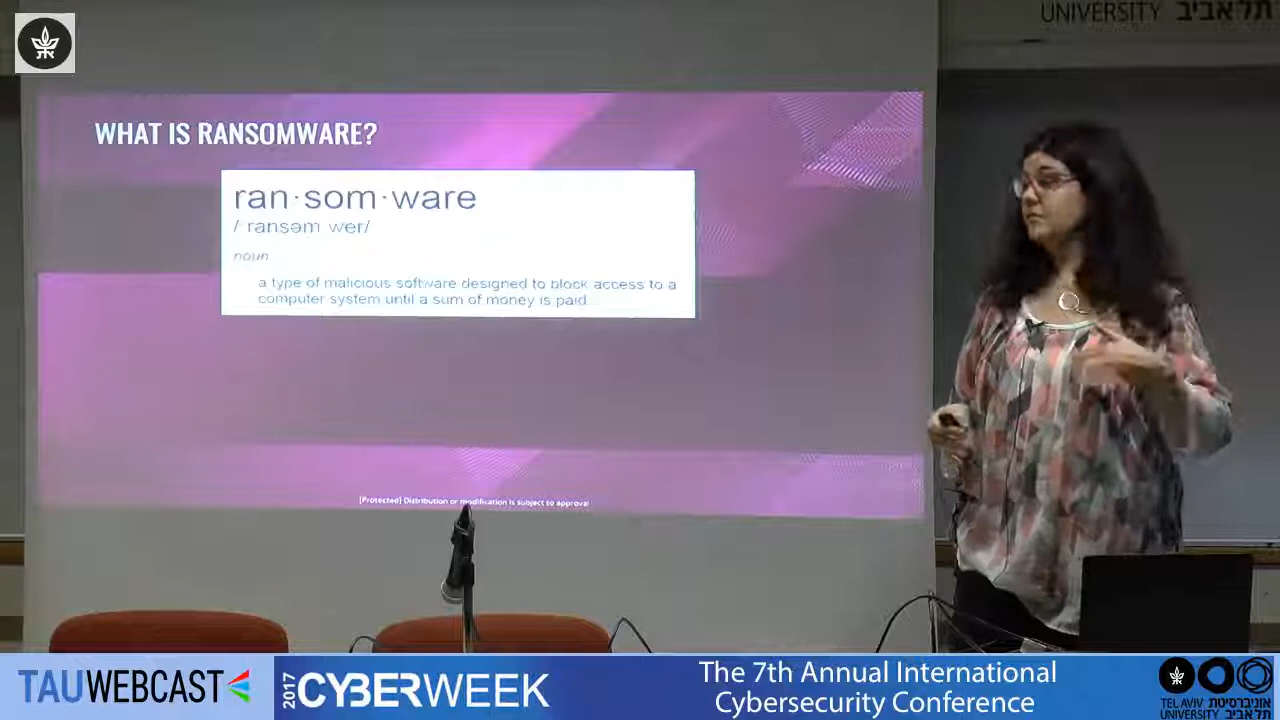 UNIVERSITY תל אביב
WHAT IS RANSOMWARE?
ran·som·ware
/ˈransəmˌwer/
noun
a type of malicious software designed to block access to a
computer system until a sum of money is paid.
[Protected] Distribution or modification is subject to approval
TAUWEBCAST
2017 CYBERWEEK
The 7th Annual International
Cybersecurity Conference
TEL AVIV אוניברסיטת
UNIVERSITY תל אביב